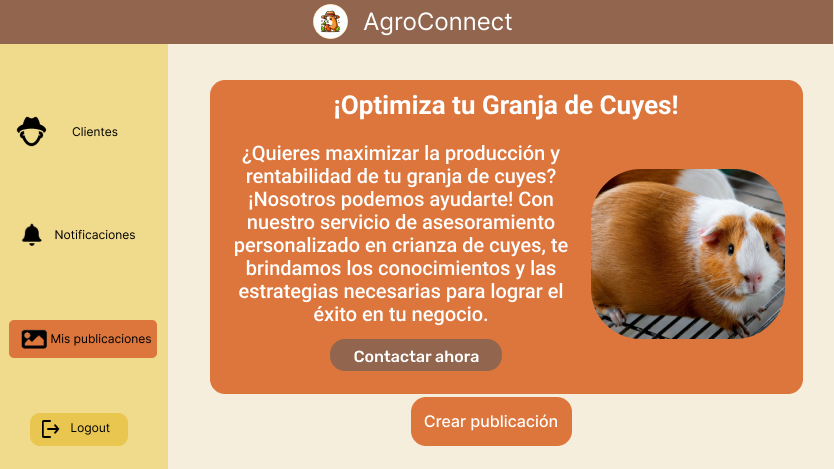 AgroConnect
Clientes
Notificaciones
Mis publicaciones
Logout
¡Optimiza tu Granja de Cuyes!
¿Quieres maximizar la producción y
rentabilidad de tu granja de cuyes?
¡Nosotros podemos ayudarte! Con
nuestro servicio de asesoramiento
personalizado en crianza de cuyes, te
brindamos los conocimientos y las
estrategias necesarias para lograr el
éxito en tu negocio.
Contactar ahora
Crear publicación